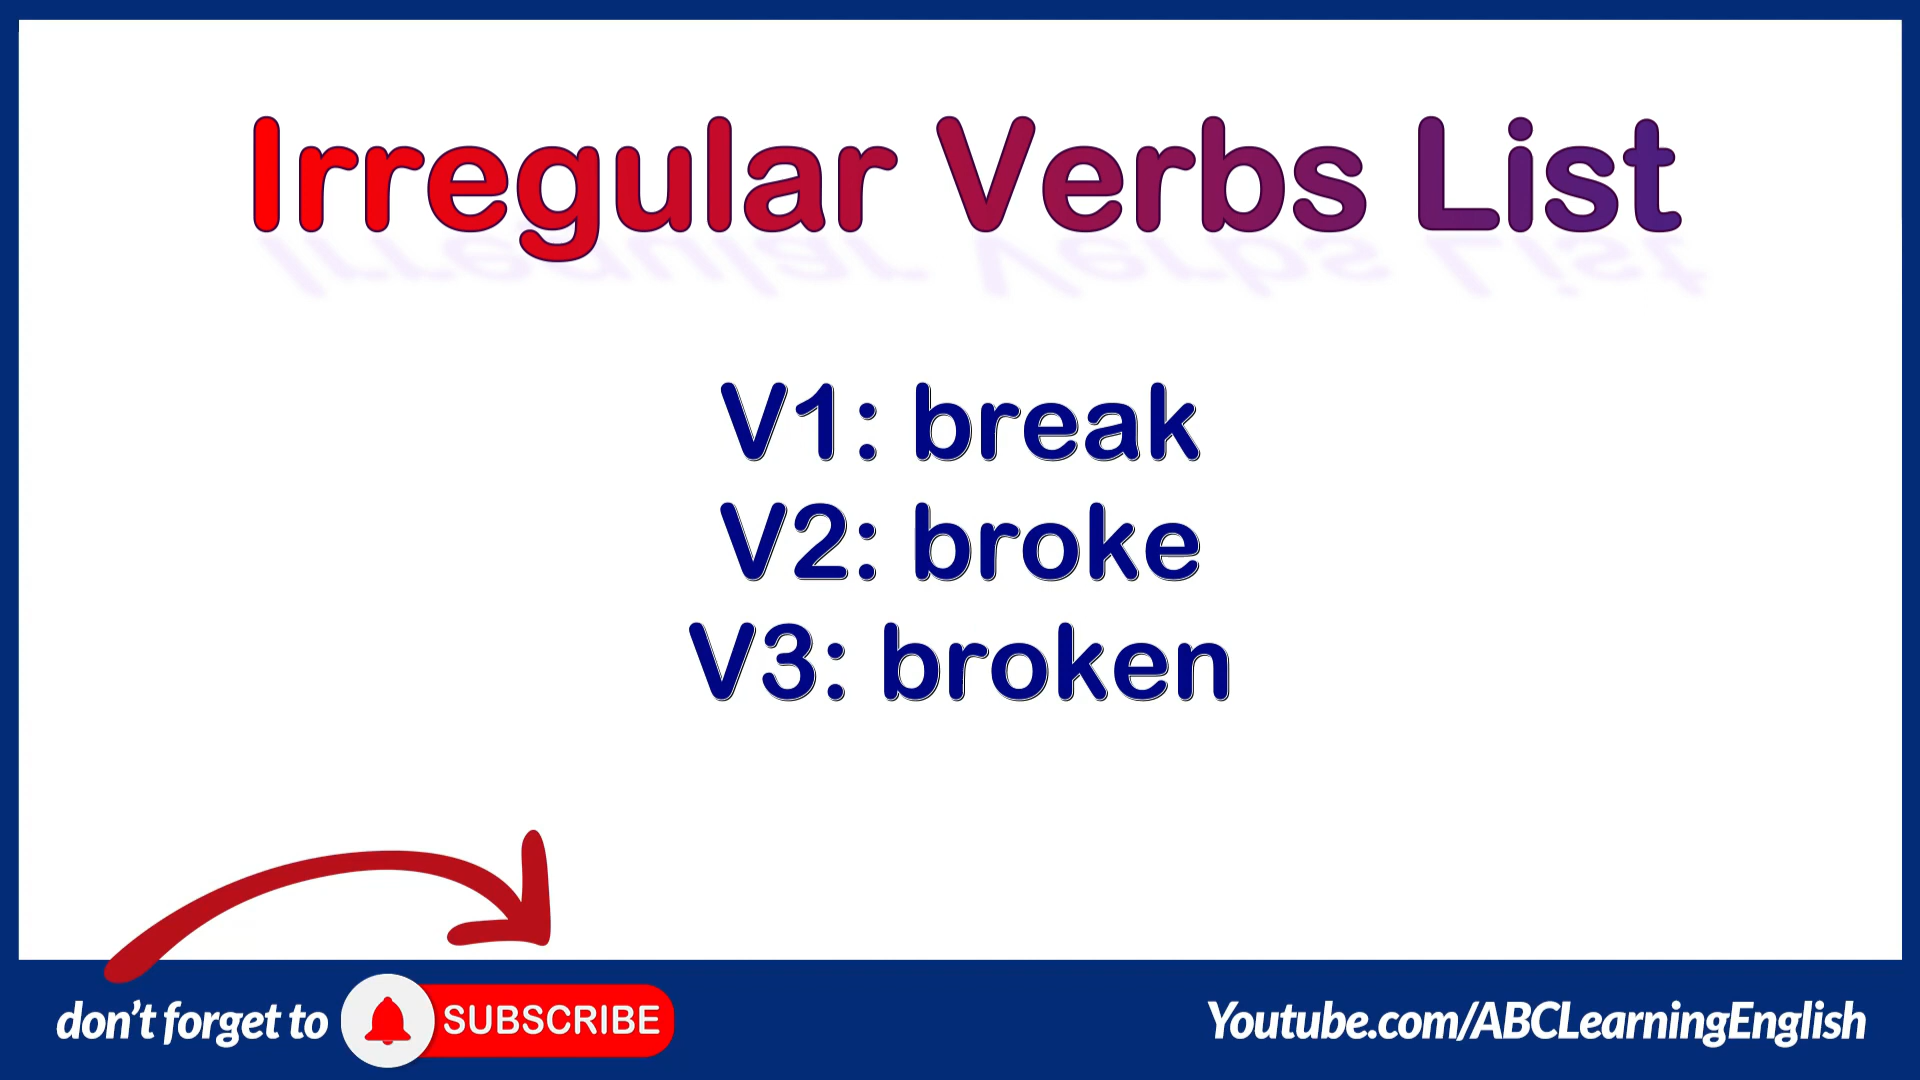 Irregular Verbs List
V1: break
V2: broke
V3: broken
don't forget to SUBSCRIBE
Youtube.com/ABCLearningEnglish